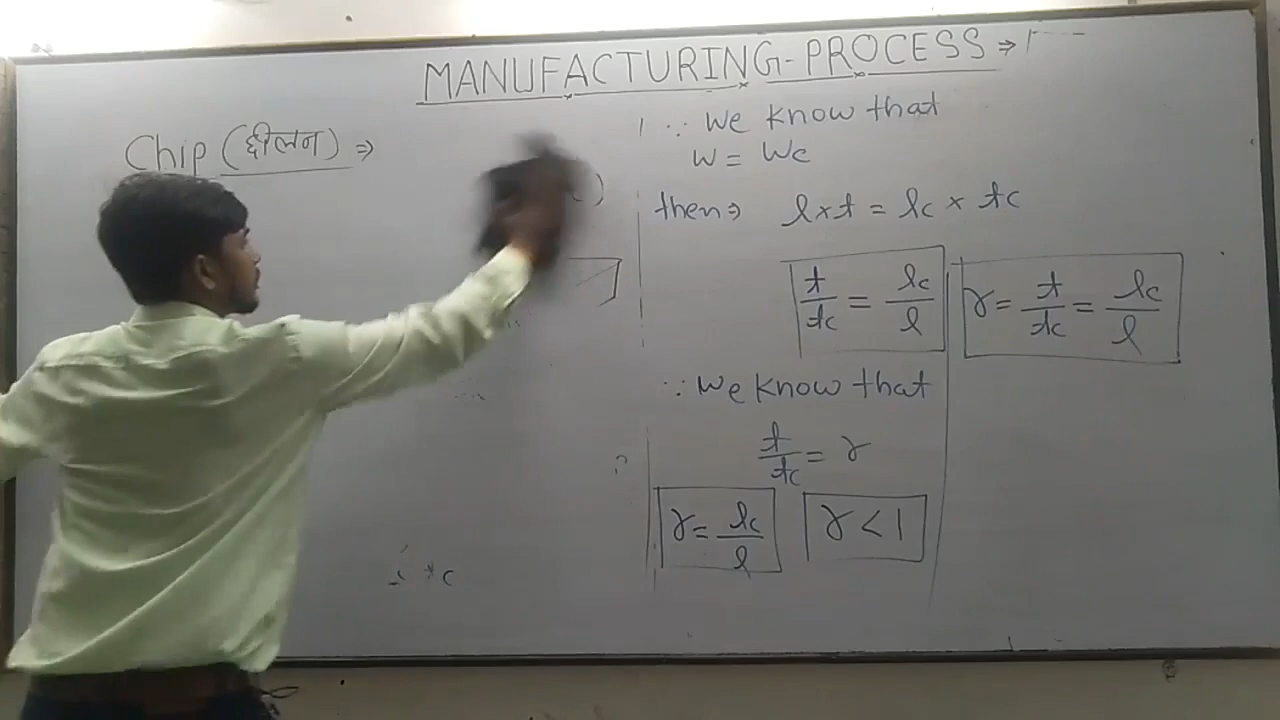 MANUFACTURING-PROCESS ⇒
Chip (छीलन) ⇒
∵ We know that
w = wc
then ⇒ l×t = lc × tc
t/tc = lc/l
r = t/tc = lc/l
∵ We know that
t/tc = r
r = lc/l
r < 1